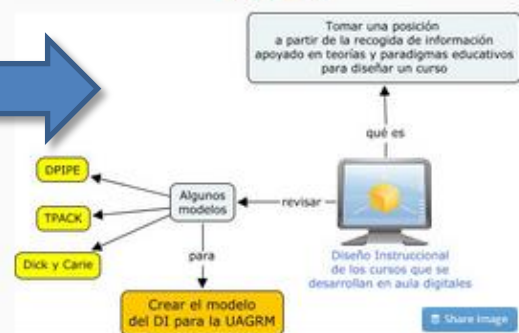 Tomar una posición
a partir de la recogida de información
apoyado en teorías y paradigmas educativos
para diseñar un curso
qué es
DPIPE
Algunos
modelos
revisar
TPACK
Dick y Carie
para
Diseño Instruccional
de los cursos que se
desarrollan en aula digitales
Crear el modelo
del DI para la UAGRM
Share image